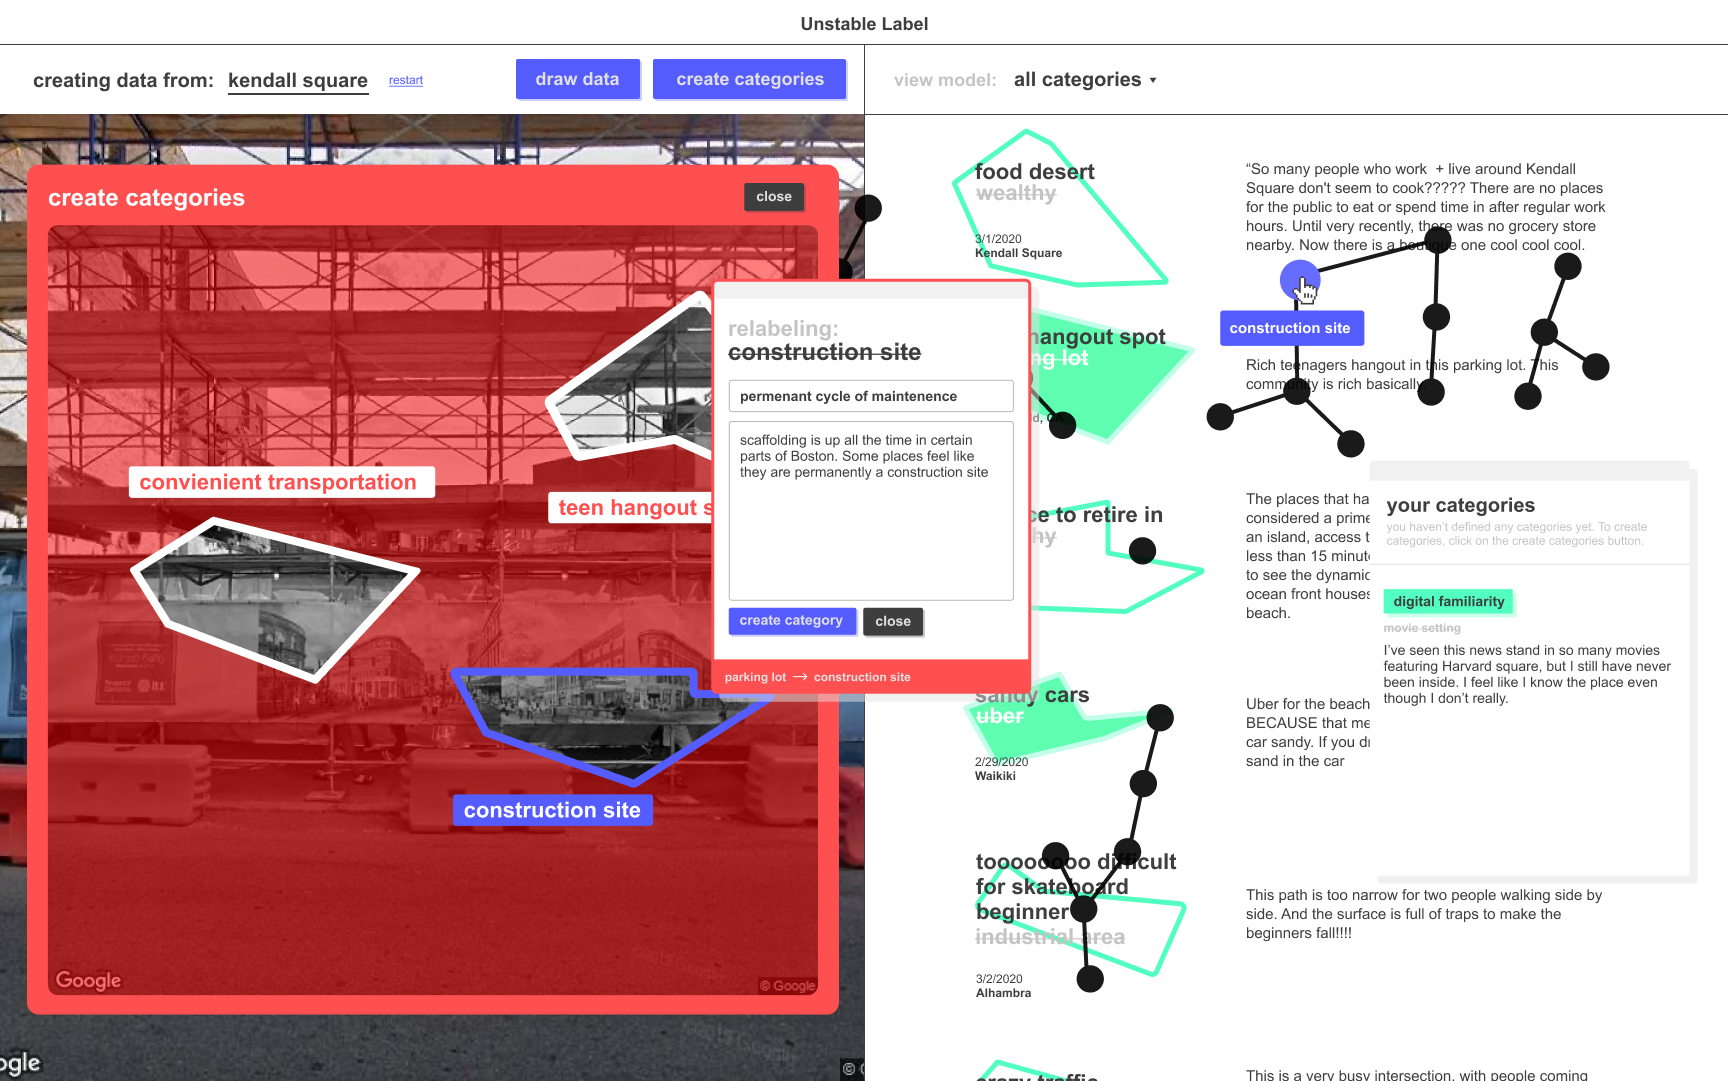 Unstable Label
creating data from: kendall square restart
draw data
create categories
view model: all categories
create categories
close
convienient transportation
teen hangout s
construction site
Google
© Google
ogle
©
relabeling:
construction site
permenant cycle of maintenence
scaffolding is up all the time in certain
parts of Boston. Some places feel like
they are permanently a construction site
create category
close
parking lot → construction site
food desert
wealthy
3/1/2020
Kendall Square
“So many people who work + live around Kendall
Square don't seem to cook????? There are no places
for the public to eat or spend time in after regular work
hours. Until very recently, there was no grocery store
nearby. Now there is a boutique one cool cool cool.
construction site
hangout spot
ng lot
d, CA
Rich teenagers hangout in this parking lot. This
community is rich basically.
ce to retire in
hy
The places that ha
considered a prime
an island, access t
less than 15 minut
to see the dynamic
ocean front houses
beach.
your categories
you haven't defined any categories yet. To create
categories, click on the create categories button.
digital familiarity
movie setting
I've seen this news stand in so many movies
featuring Harvard square, but I still have never
been inside. I feel like I know the place even
though I don't really.
sandy cars
uber
2/29/2020
Waikiki
Uber for the beach
BECAUSE that me
car sandy. If you dr
sand in the car
tooooooo difficult
for skateboard
beginner
industrial area
3/2/2020
Alhambra
This path is too narrow for two people walking side by
side. And the surface is full of traps to make the
beginners fall!!!!
crazy traffic
This is a very busy intersection, with people coming